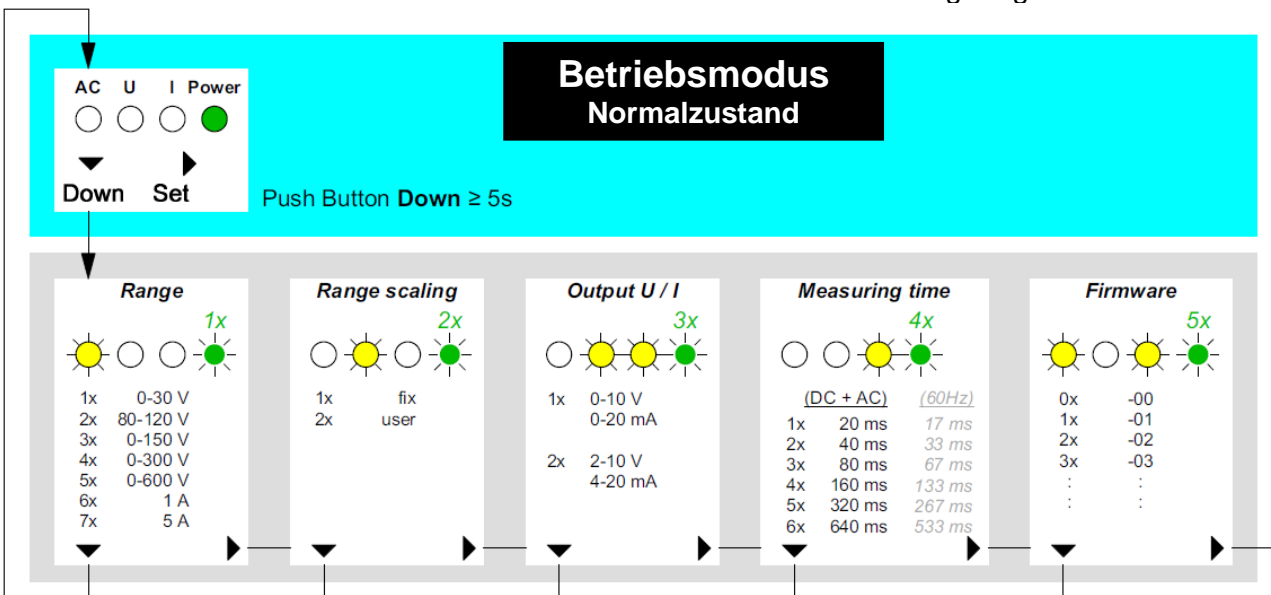 Betriebsmodus
Normalzustand
AC U I Power
Down Set
Push Button Down ≥ 5s
Range
1x
1x 0-30 V
2x 80-120 V
3x 0-150 V
4x 0-300 V
5x 0-600 V
6x 1 A
7x 5 A
Range scaling
2x
1x fix
2x user
Output U / I
3x
1x 0-10 V
0-20 mA
2x 2-10 V
4-20 mA
Measuring time
4x
(DC + AC) (60Hz)
1x 20 ms 17 ms
2x 40 ms 33 ms
3x 80 ms 67 ms
4x 160 ms 133 ms
5x 320 ms 267 ms
6x 640 ms 533 ms
Firmware
5x
0x -00
1x -01
2x -02
3x -03
: :
: :